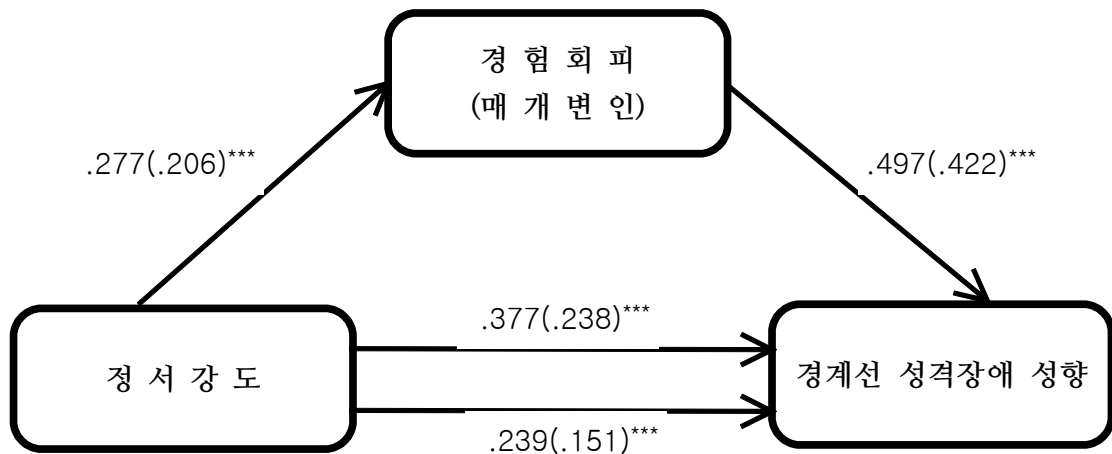 경 험 회 피
(매 개 변 인)
.277(.206)***
.497(.422)***
.377(.238)***
정 서 강 도
경계선 성격장애 성향
.239(.151)***